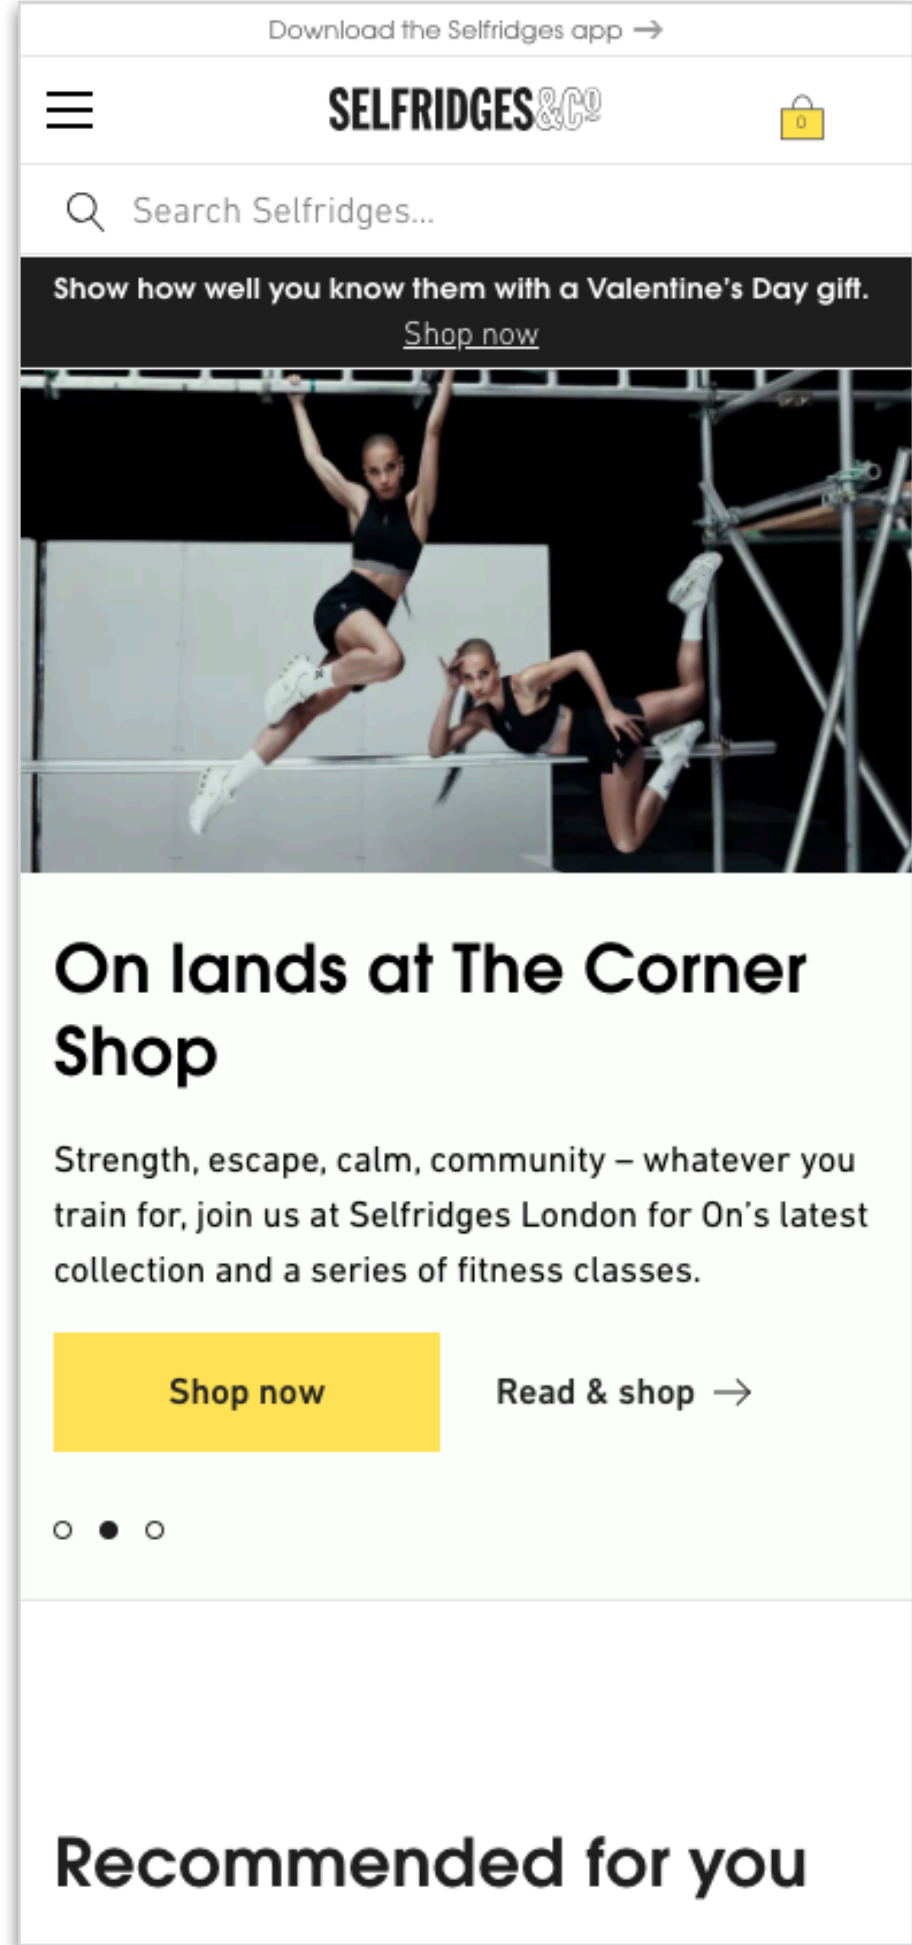 Download the Selfridges app →
SELFRIDGES&Cº
0
Search Selfridges...
Show how well you know them with a Valentine's Day gift.
Shop now
On lands at The Corner
Shop
Strength, escape, calm, community – whatever you
train for, join us at Selfridges London for On's latest
collection and a series of fitness classes.
Shop now
Read & shop →
Recommended for you